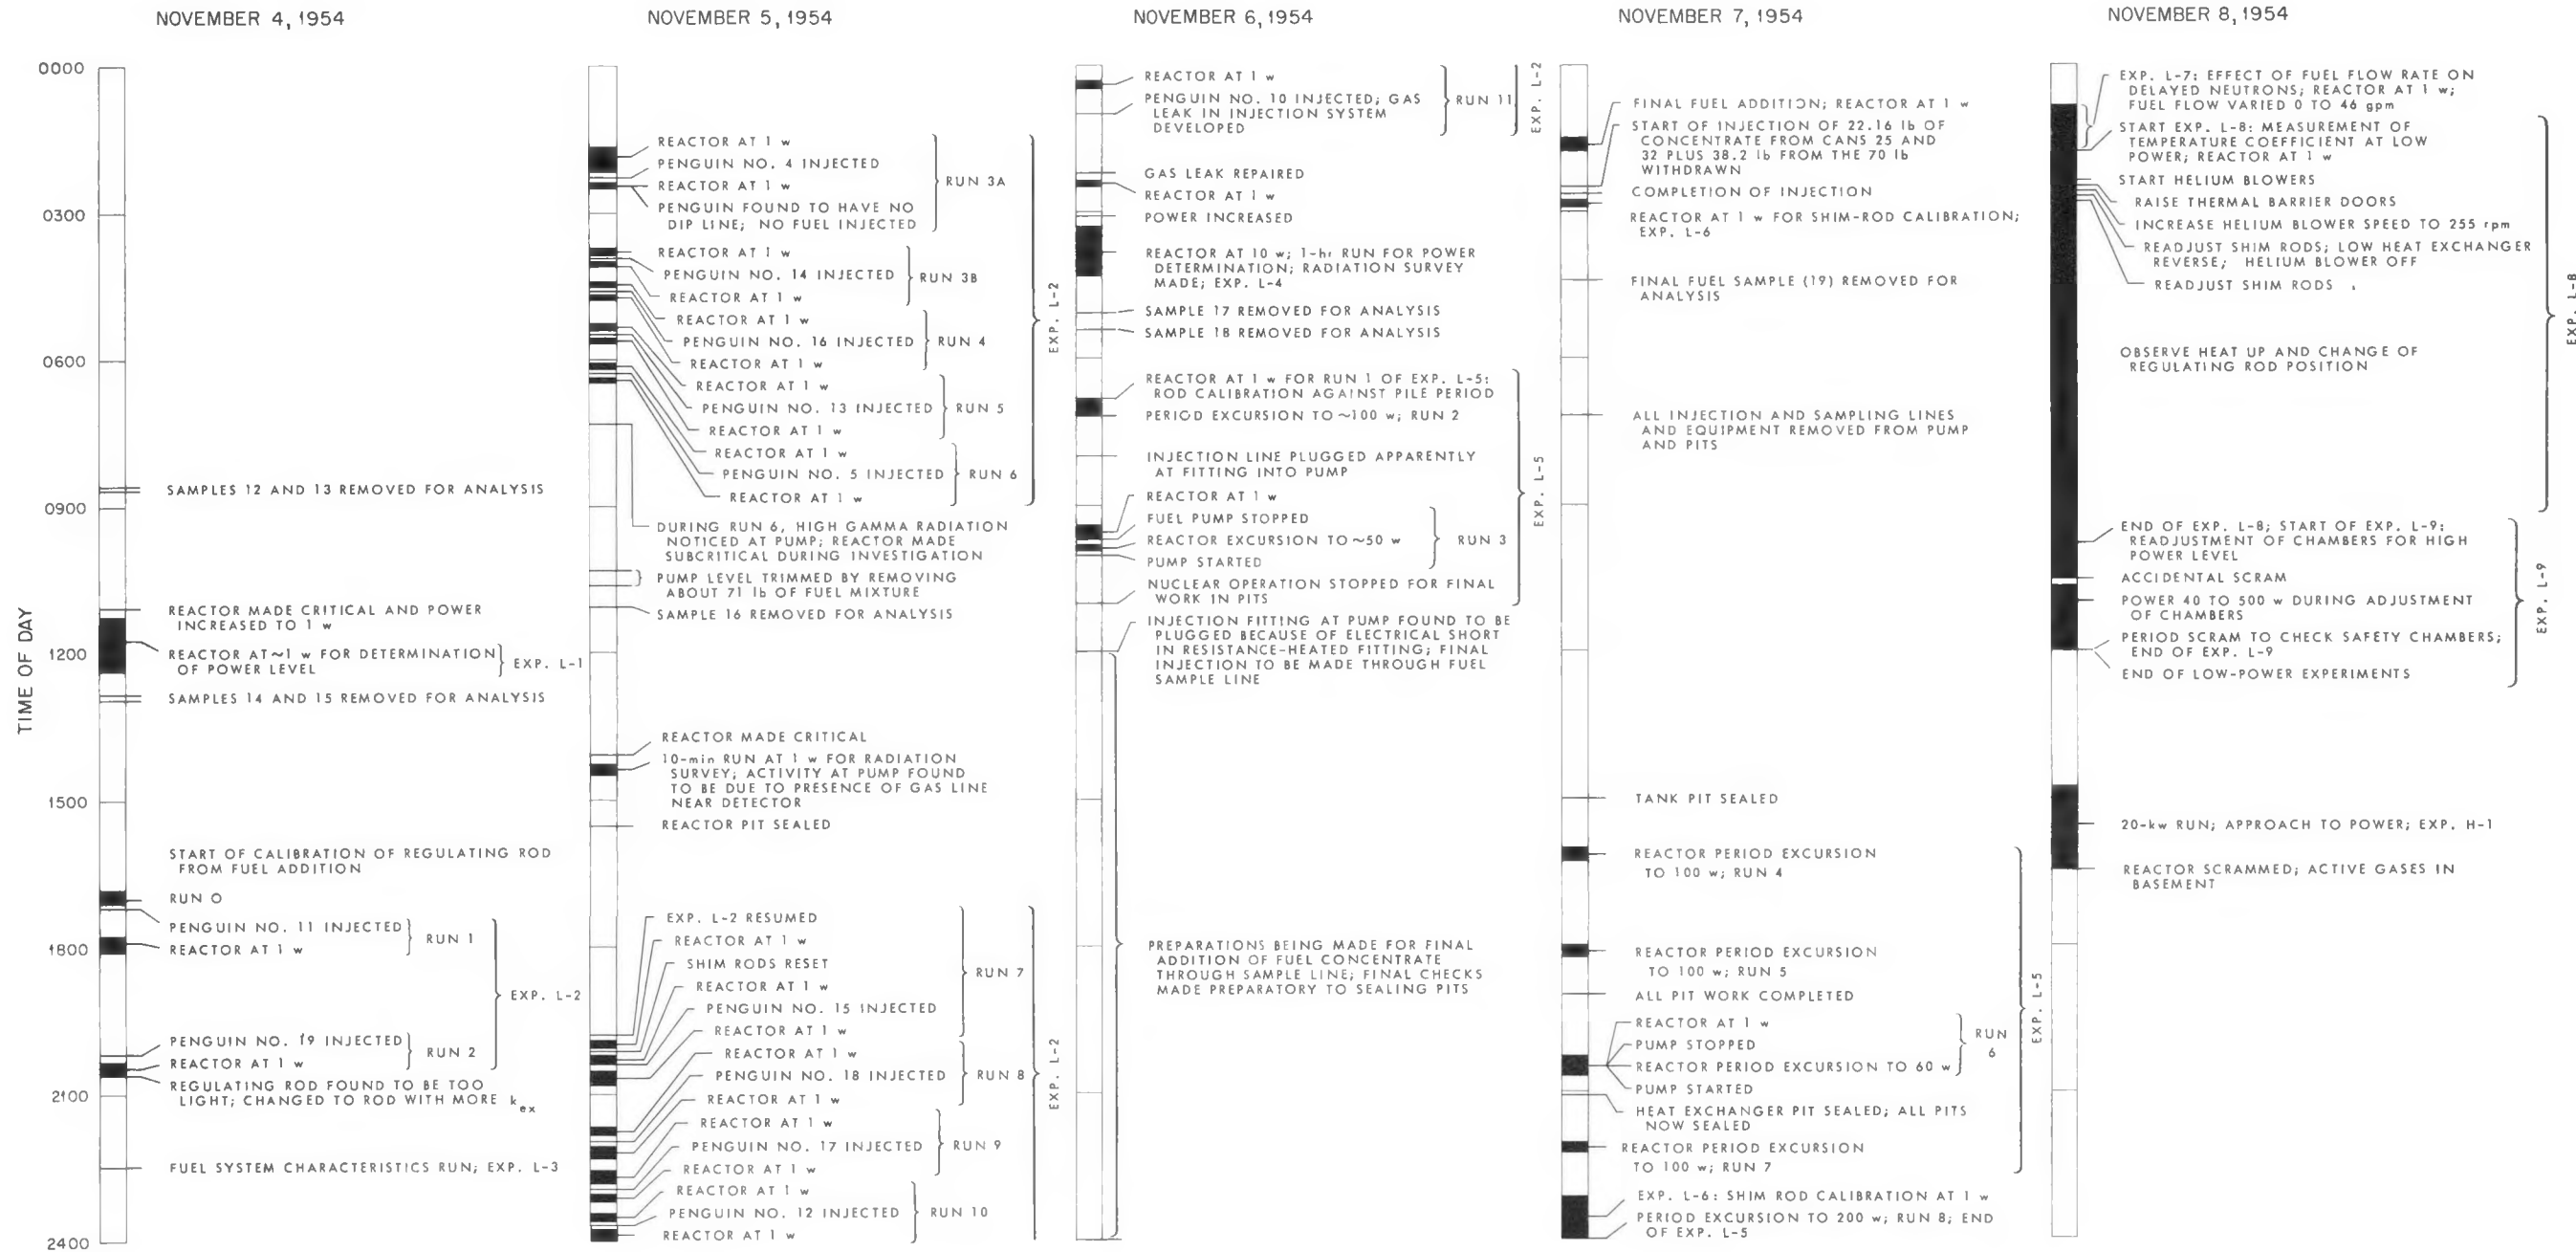 NOVEMBER 4, 1954
NOVEMBER 5, 1954
NOVEMBER 6, 1954
NOVEMBER 7, 1954
NOVEMBER 8, 1954
TIME OF DAY
0000
0300
0600
0900
1200
1500
1800
2100
2400
SAMPLES 12 AND 13 REMOVED FOR ANALYSIS
REACTOR MADE CRITICAL AND POWER
INCREASED TO 1 w
REACTOR AT ~1 w FOR DETERMINATION
OF POWER LEVEL
EXP. L-1
SAMPLES 14 AND 15 REMOVED FOR ANALYSIS
START OF CALIBRATION OF REGULATING ROD
FROM FUEL ADDITION
RUN O
PENGUIN NO. 11 INJECTED
REACTOR AT 1 w
RUN 1
EXP. L-2
PENGUIN NO. 19 INJECTED
REACTOR AT 1 w
RUN 2
REGULATING ROD FOUND TO BE TOO
LIGHT; CHANGED TO ROD WITH MORE kex
FUEL SYSTEM CHARACTERISTICS RUN; EXP. L-3
REACTOR AT 1 w
PENGUIN NO. 4 INJECTED
REACTOR AT 1 w
PENGUIN FOUND TO HAVE NO
DIP LINE; NO FUEL INJECTED
RUN 3A
REACTOR AT 1 w
PENGUIN NO. 14 INJECTED
REACTOR AT 1 w
RUN 3B
REACTOR AT 1 w
PENGUIN NO. 16 INJECTED
REACTOR AT 1 w
RUN 4
REACTOR AT 1 w
PENGUIN NO. 13 INJECTED
REACTOR AT 1 w
RUN 5
REACTOR AT 1 w
PENGUIN NO. 5 INJECTED
REACTOR AT 1 w
RUN 6
EXP. L-2
DURING RUN 6, HIGH GAMMA RADIATION
NOTICED AT PUMP; REACTOR MADE
SUBCRITICAL DURING INVESTIGATION
PUMP LEVEL TRIMMED BY REMOVING
ABOUT 71 lb OF FUEL MIXTURE
SAMPLE 16 REMOVED FOR ANALYSIS
REACTOR MADE CRITICAL
10-min RUN AT 1 w FOR RADIATION
SURVEY; ACTIVITY AT PUMP FOUND
TO BE DUE TO PRESENCE OF GAS LINE
NEAR DETECTOR
REACTOR PIT SEALED
EXP. L-2 RESUMED
REACTOR AT 1 w
SHIM RODS RESET
REACTOR AT 1 w
PENGUIN NO. 15 INJECTED
REACTOR AT 1 w
RUN 7
REACTOR AT 1 w
PENGUIN NO. 18 INJECTED
REACTOR AT 1 w
RUN 8
REACTOR AT 1 w
PENGUIN NO. 17 INJECTED
REACTOR AT 1 w
RUN 9
REACTOR AT 1 w
PENGUIN NO. 12 INJECTED
REACTOR AT 1 w
RUN 10
EXP. L-2
REACTOR AT 1 w
PENGUIN NO. 10 INJECTED; GAS
LEAK IN INJECTION SYSTEM
DEVELOPED
RUN 11
EXP. L-2
GAS LEAK REPAIRED
REACTOR AT 1 w
POWER INCREASED
REACTOR AT 10 w; 1-hr RUN FOR POWER
DETERMINATION; RADIATION SURVEY
MADE; EXP. L-4
SAMPLE 17 REMOVED FOR ANALYSIS
SAMPLE 18 REMOVED FOR ANALYSIS
REACTOR AT 1 w FOR RUN 1 OF EXP. L-5;
ROD CALIBRATION AGAINST PILE PERIOD
PERIOD EXCURSION TO ~100 w; RUN 2
INJECTION LINE PLUGGED APPARENTLY
AT FITTING INTO PUMP
REACTOR AT 1 w
FUEL PUMP STOPPED
REACTOR EXCURSION TO ~50 w
PUMP STARTED
RUN 3
NUCLEAR OPERATION STOPPED FOR FINAL
WORK IN PITS
EXP. L-5
INJECTION FITTING AT PUMP FOUND TO BE
PLUGGED BECAUSE OF ELECTRICAL SHORT
IN RESISTANCE-HEATED FITTING; FINAL
INJECTION TO BE MADE THROUGH FUEL
SAMPLE LINE
PREPARATIONS BEING MADE FOR FINAL
ADDITION OF FUEL CONCENTRATE
THROUGH SAMPLE LINE; FINAL CHECKS
MADE PREPARATORY TO SEALING PITS
FINAL FUEL ADDITION; REACTOR AT 1 w
START OF INJECTION OF 22.16 lb OF
CONCENTRATE FROM CANS 25 AND
32 PLUS 38.2 lb FROM THE 70 lb
WITHDRAWN
COMPLETION OF INJECTION
REACTOR AT 1 w FOR SHIM-ROD CALIBRATION;
EXP. L-6
FINAL FUEL SAMPLE (19) REMOVED FOR
ANALYSIS
ALL INJECTION AND SAMPLING LINES
AND EQUIPMENT REMOVED FROM PUMP
AND PITS
TANK PIT SEALED
REACTOR PERIOD EXCURSION
TO 100 w; RUN 4
REACTOR PERIOD EXCURSION
TO 100 w; RUN 5
ALL PIT WORK COMPLETED
REACTOR AT 1 w
PUMP STOPPED
REACTOR PERIOD EXCURSION TO 60 w
PUMP STARTED
RUN
6
HEAT EXCHANGER PIT SEALED; ALL PITS
NOW SEALED
REACTOR PERIOD EXCURSION
TO 100 w; RUN 7
EXP. L-5
EXP. L-6: SHIM ROD CALIBRATION AT 1 w
PERIOD EXCURSION TO 200 w; RUN 8; END
OF EXP. L-5
EXP. L-7: EFFECT OF FUEL FLOW RATE ON
DELAYED NEUTRONS; REACTOR AT 1 w;
FUEL FLOW VARIED 0 TO 46 gpm
START EXP. L-8: MEASUREMENT OF
TEMPERATURE COEFFICIENT AT LOW
POWER; REACTOR AT 1 w
START HELIUM BLOWERS
RAISE THERMAL BARRIER DOORS
INCREASE HELIUM BLOWER SPEED TO 255 rpm
READJUST SHIM RODS; LOW HEAT EXCHANGER
REVERSE; HELIUM BLOWER OFF
READJUST SHIM RODS
OBSERVE HEAT UP AND CHANGE OF
REGULATING ROD POSITION
EXP. L-8
END OF EXP. L-8; START OF EXP. L-9;
READJUSTMENT OF CHAMBERS FOR HIGH
POWER LEVEL
ACCIDENTAL SCRAM
POWER 40 TO 500 w DURING ADJUSTMENT
OF CHAMBERS
PERIOD SCRAM TO CHECK SAFETY CHAMBERS;
END OF EXP. L-9
END OF LOW-POWER EXPERIMENTS
EXP. L-9
20-kw RUN; APPROACH TO POWER; EXP. H-1
REACTOR SCRAMMED; ACTIVE GASES IN
BASEMENT